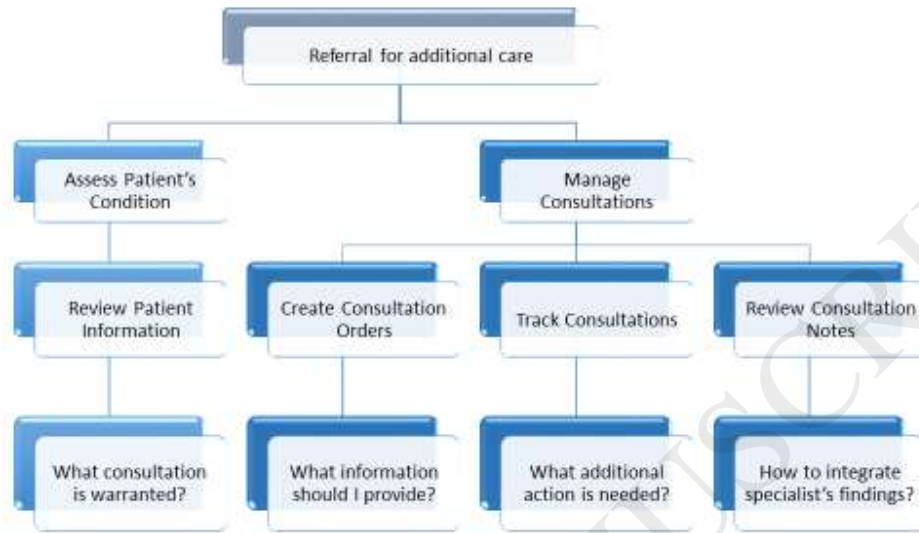 Referral for additional care
Assess Patient's
Condition
Manage
Consultations
Review Patient
Information
Create Consultation
Orders
Track Consultations
Review Consultation
Notes
What consultation
is warranted?
What information
should I provide?
What additional
action is needed?
How to integrate
specialist's findings?